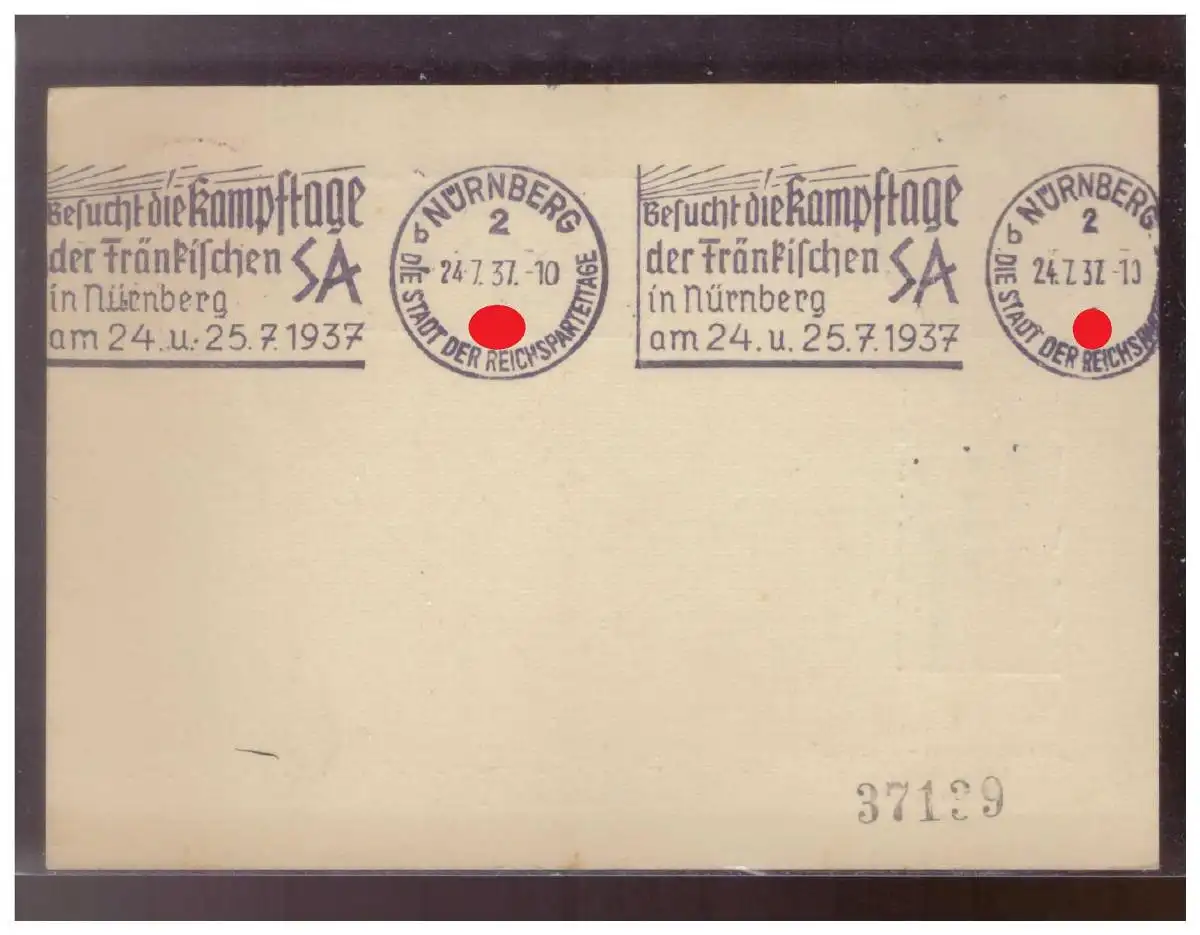 Besucht die Kampftage
der Fränkischen SA
in Nürnberg
am 24. u. 25.7.1937
b NÜRNBERG 2
24.7.37.-10
DIE STADT DER REICHSPARTEITAGE
Besucht die Kampftage
der Fränkischen SA
in Nürnberg
am 24. u. 25.7.1937
b NÜRNBERG 2
24.7.37.-10
DIE STADT DER